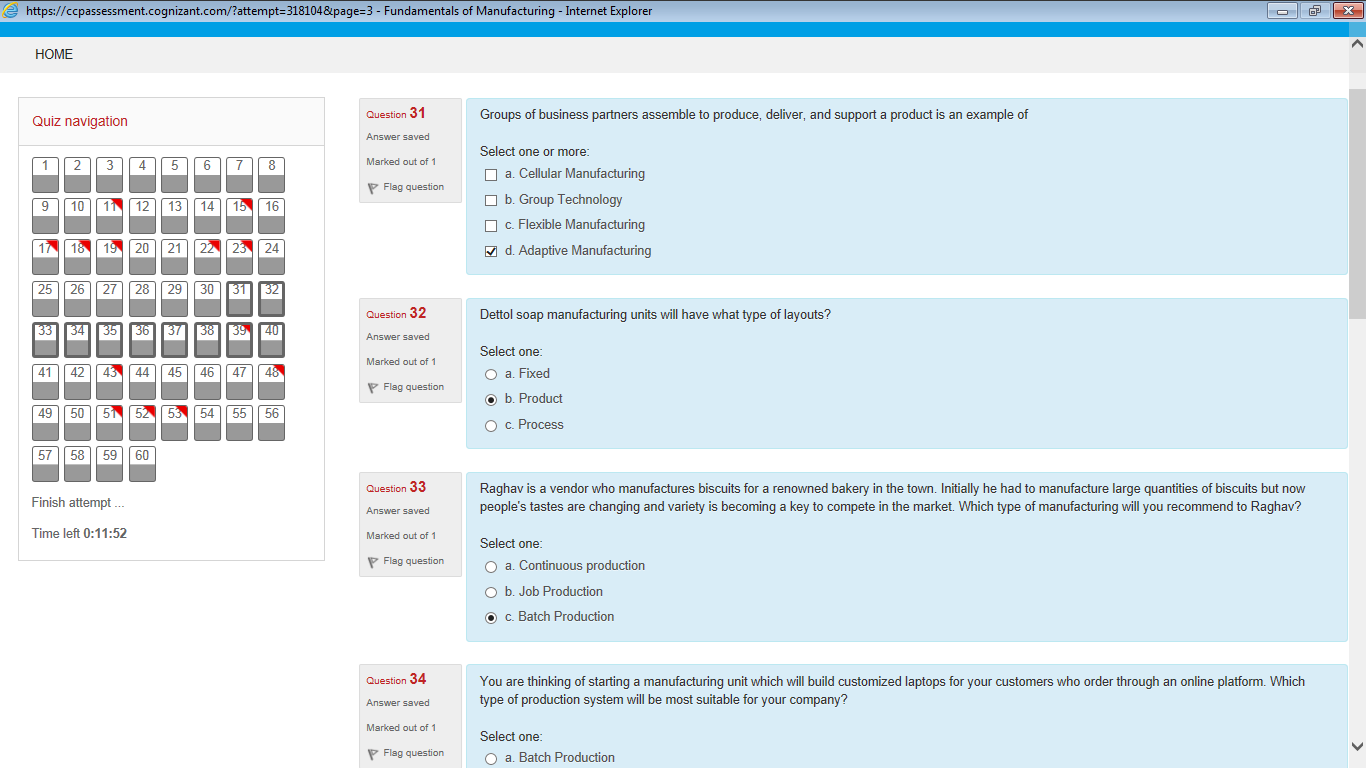 https://ccpassessment.cognizant.com/?attempt=318104&page=3 - Fundamentals of Manufacturing - Internet Explorer
HOME
Quiz navigation
1 2 3 4 5 6 7 8
9 10 11 12 13 14 15 16
17 18 19 20 21 22 23 24
25 26 27 28 29 30 31 32
33 34 35 36 37 38 39 40
41 42 43 44 45 46 47 48
49 50 51 52 53 54 55 56
57 58 59 60
Finish attempt ...
Time left 0:11:52
Question 31
Answer saved
Marked out of 1
Flag question
Groups of business partners assemble to produce, deliver, and support a product is an example of
Select one or more:
a. Cellular Manufacturing
b. Group Technology
c. Flexible Manufacturing
d. Adaptive Manufacturing
Question 32
Answer saved
Marked out of 1
Flag question
Dettol soap manufacturing units will have what type of layouts?
Select one:
a. Fixed
b. Product
c. Process
Question 33
Answer saved
Marked out of 1
Flag question
Raghav is a vendor who manufactures biscuits for a renowned bakery in the town. Initially he had to manufacture large quantities of biscuits but now
people's tastes are changing and variety is becoming a key to compete in the market. Which type of manufacturing will you recommend to Raghav?
Select one:
a. Continuous production
b. Job Production
c. Batch Production
Question 34
Answer saved
Marked out of 1
Flag question
You are thinking of starting a manufacturing unit which will build customized laptops for your customers who order through an online platform. Which
type of production system will be most suitable for your company?
Select one:
a. Batch Production